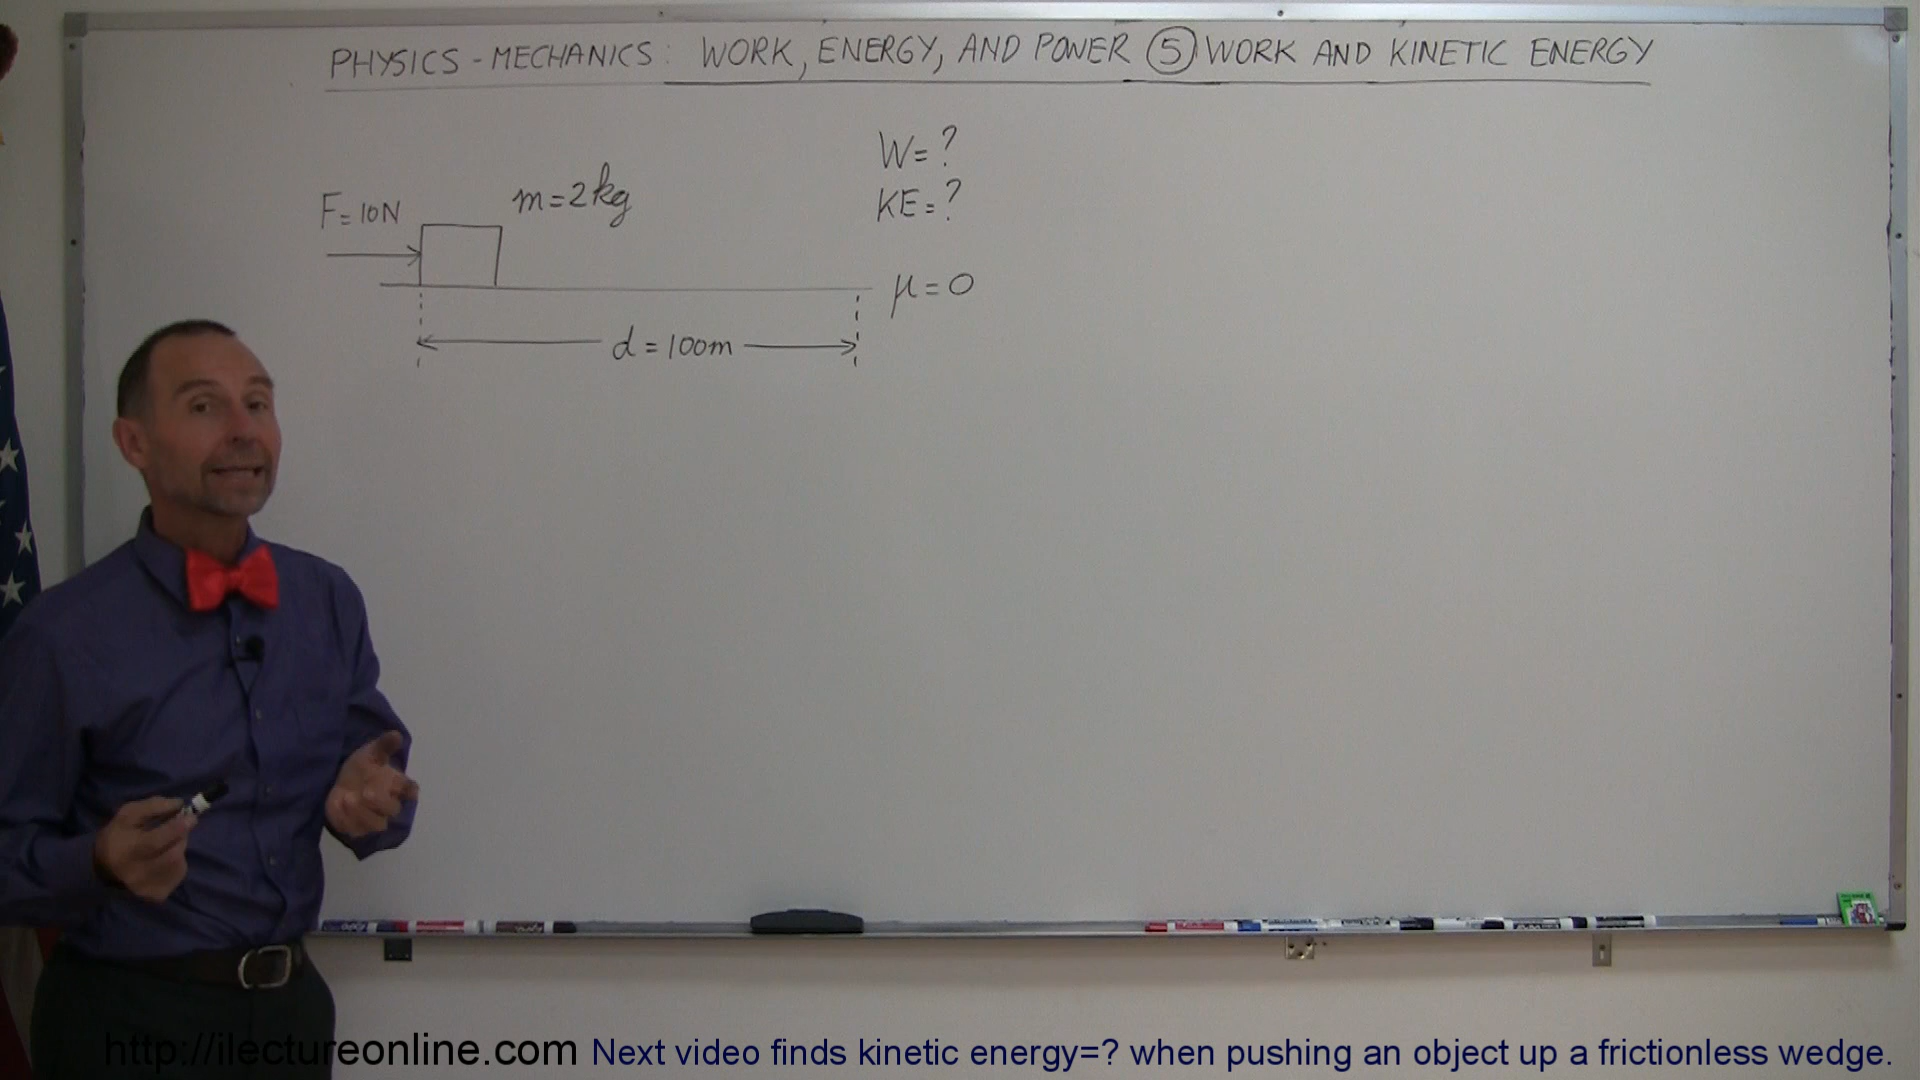 PHYSICS - MECHANICS: WORK, ENERGY, AND POWER ⑤ WORK AND KINETIC ENERGY
W = ?
KE = ?
F = 10N
m = 2kg
μ = 0
d = 100m
http://ilectureonline.com Next video finds kinetic energy=? when pushing an object up a frictionless wedge.